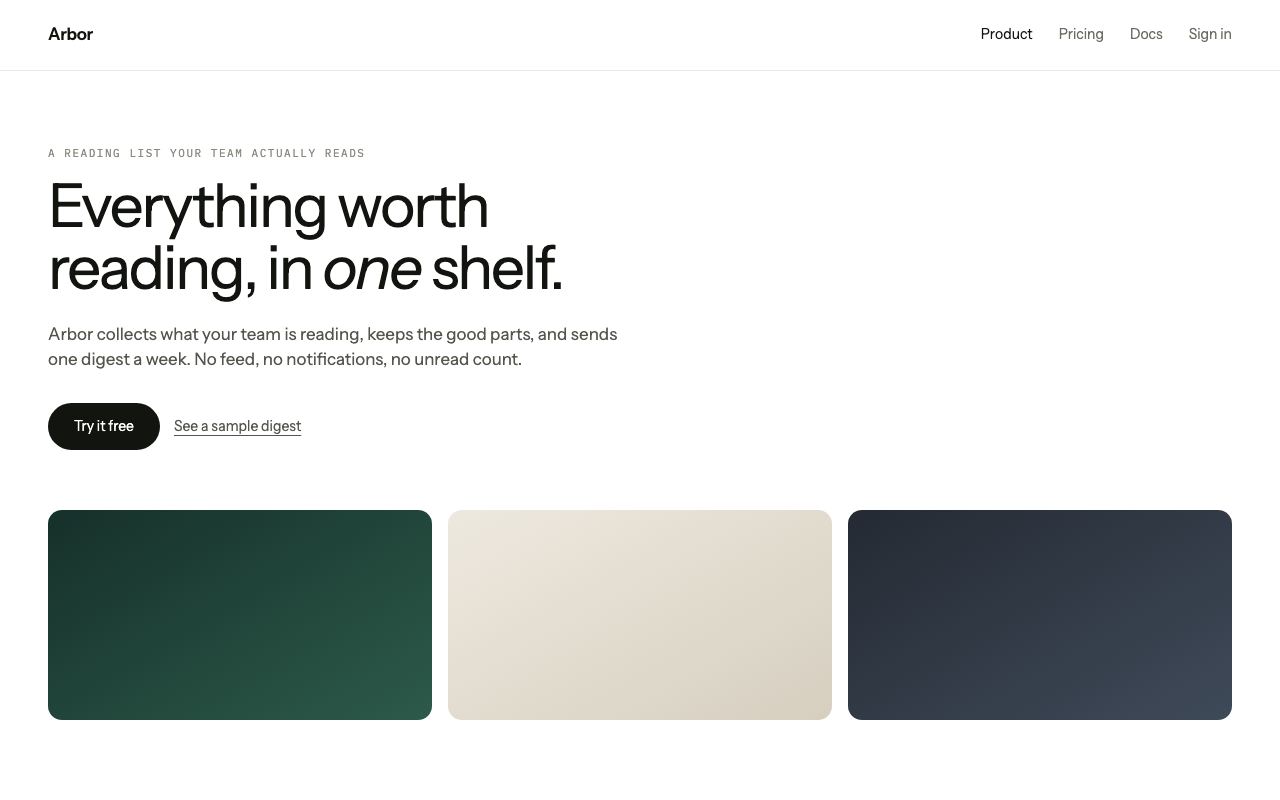 Arbor
Product
Pricing
Docs
Sign in
A READING LIST YOUR TEAM ACTUALLY READS
Everything worth
reading, in one shelf.
Arbor collects what your team is reading, keeps the good parts, and sends
one digest a week. No feed, no notifications, no unread count.
Try it free
See a sample digest